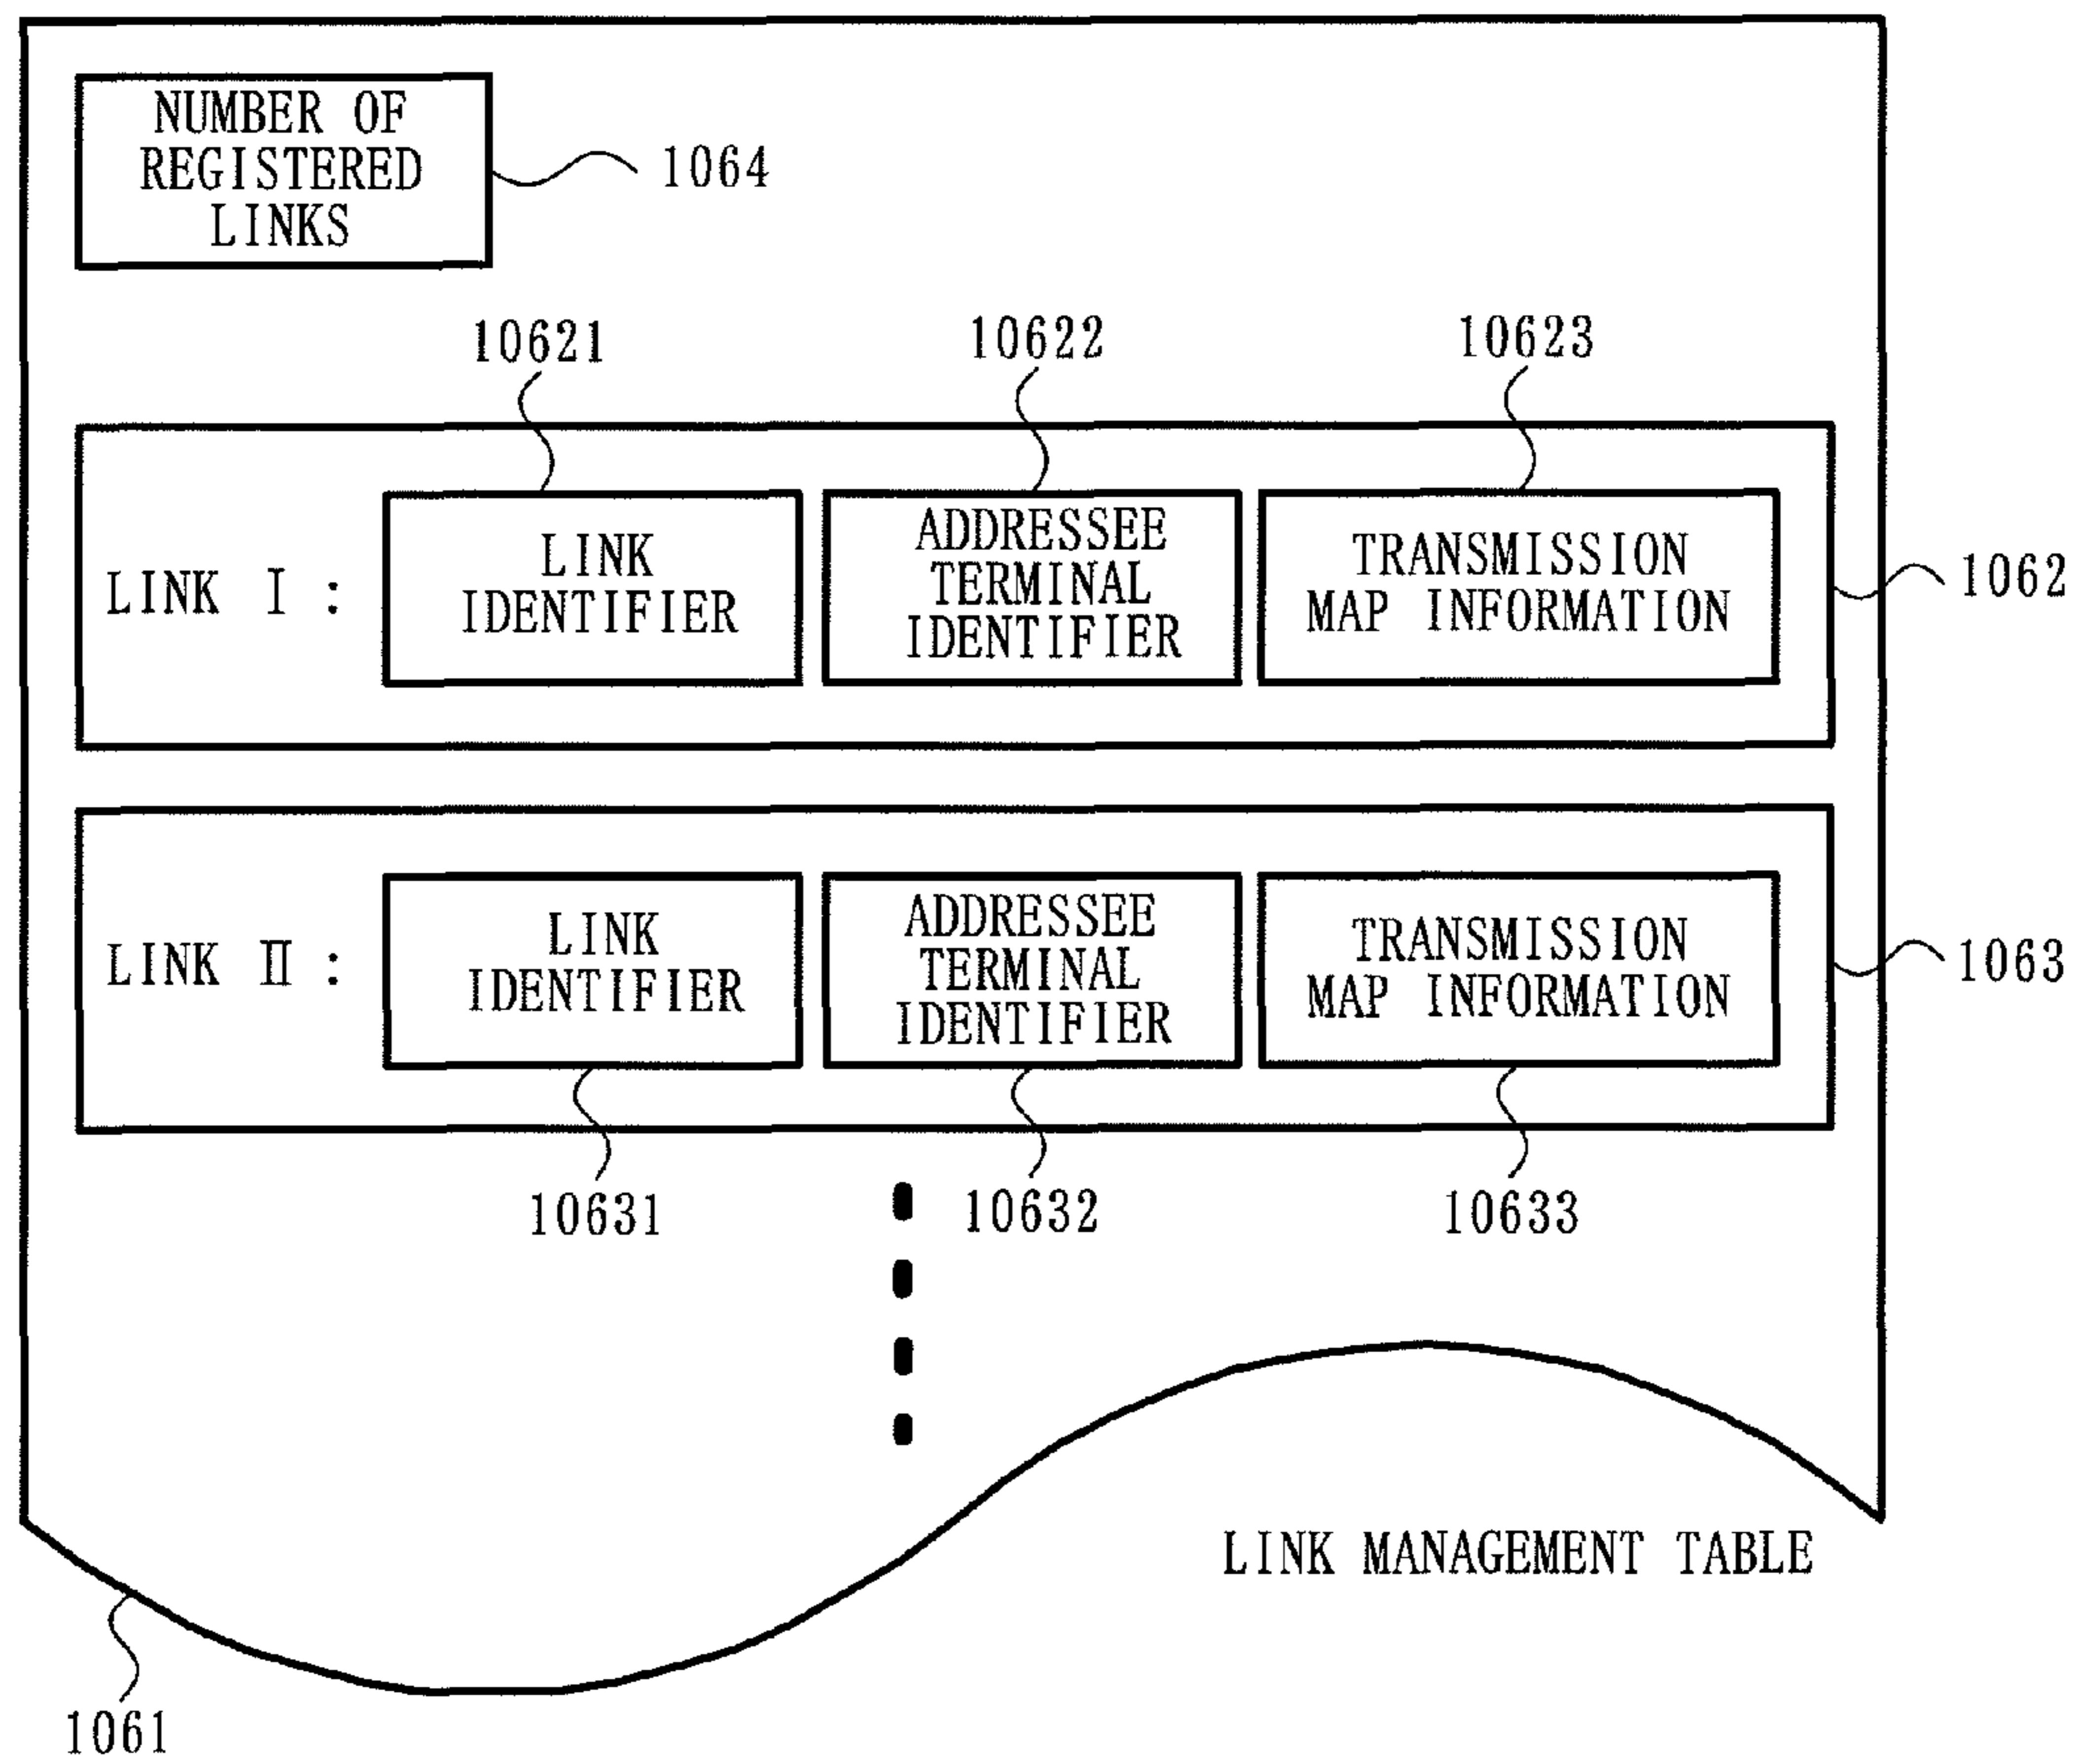 NUMBER OF
REGISTERED
LINKS
1064
10621
10622
10623
LINK I :
LINK
IDENTIFIER
ADDRESSEE
TERMINAL
IDENTIFIER
TRANSMISSION
MAP INFORMATION
1062
LINK II :
LINK
IDENTIFIER
ADDRESSEE
TERMINAL
IDENTIFIER
TRANSMISSION
MAP INFORMATION
1063
10631
10632
10633
LINK MANAGEMENT TABLE
1061